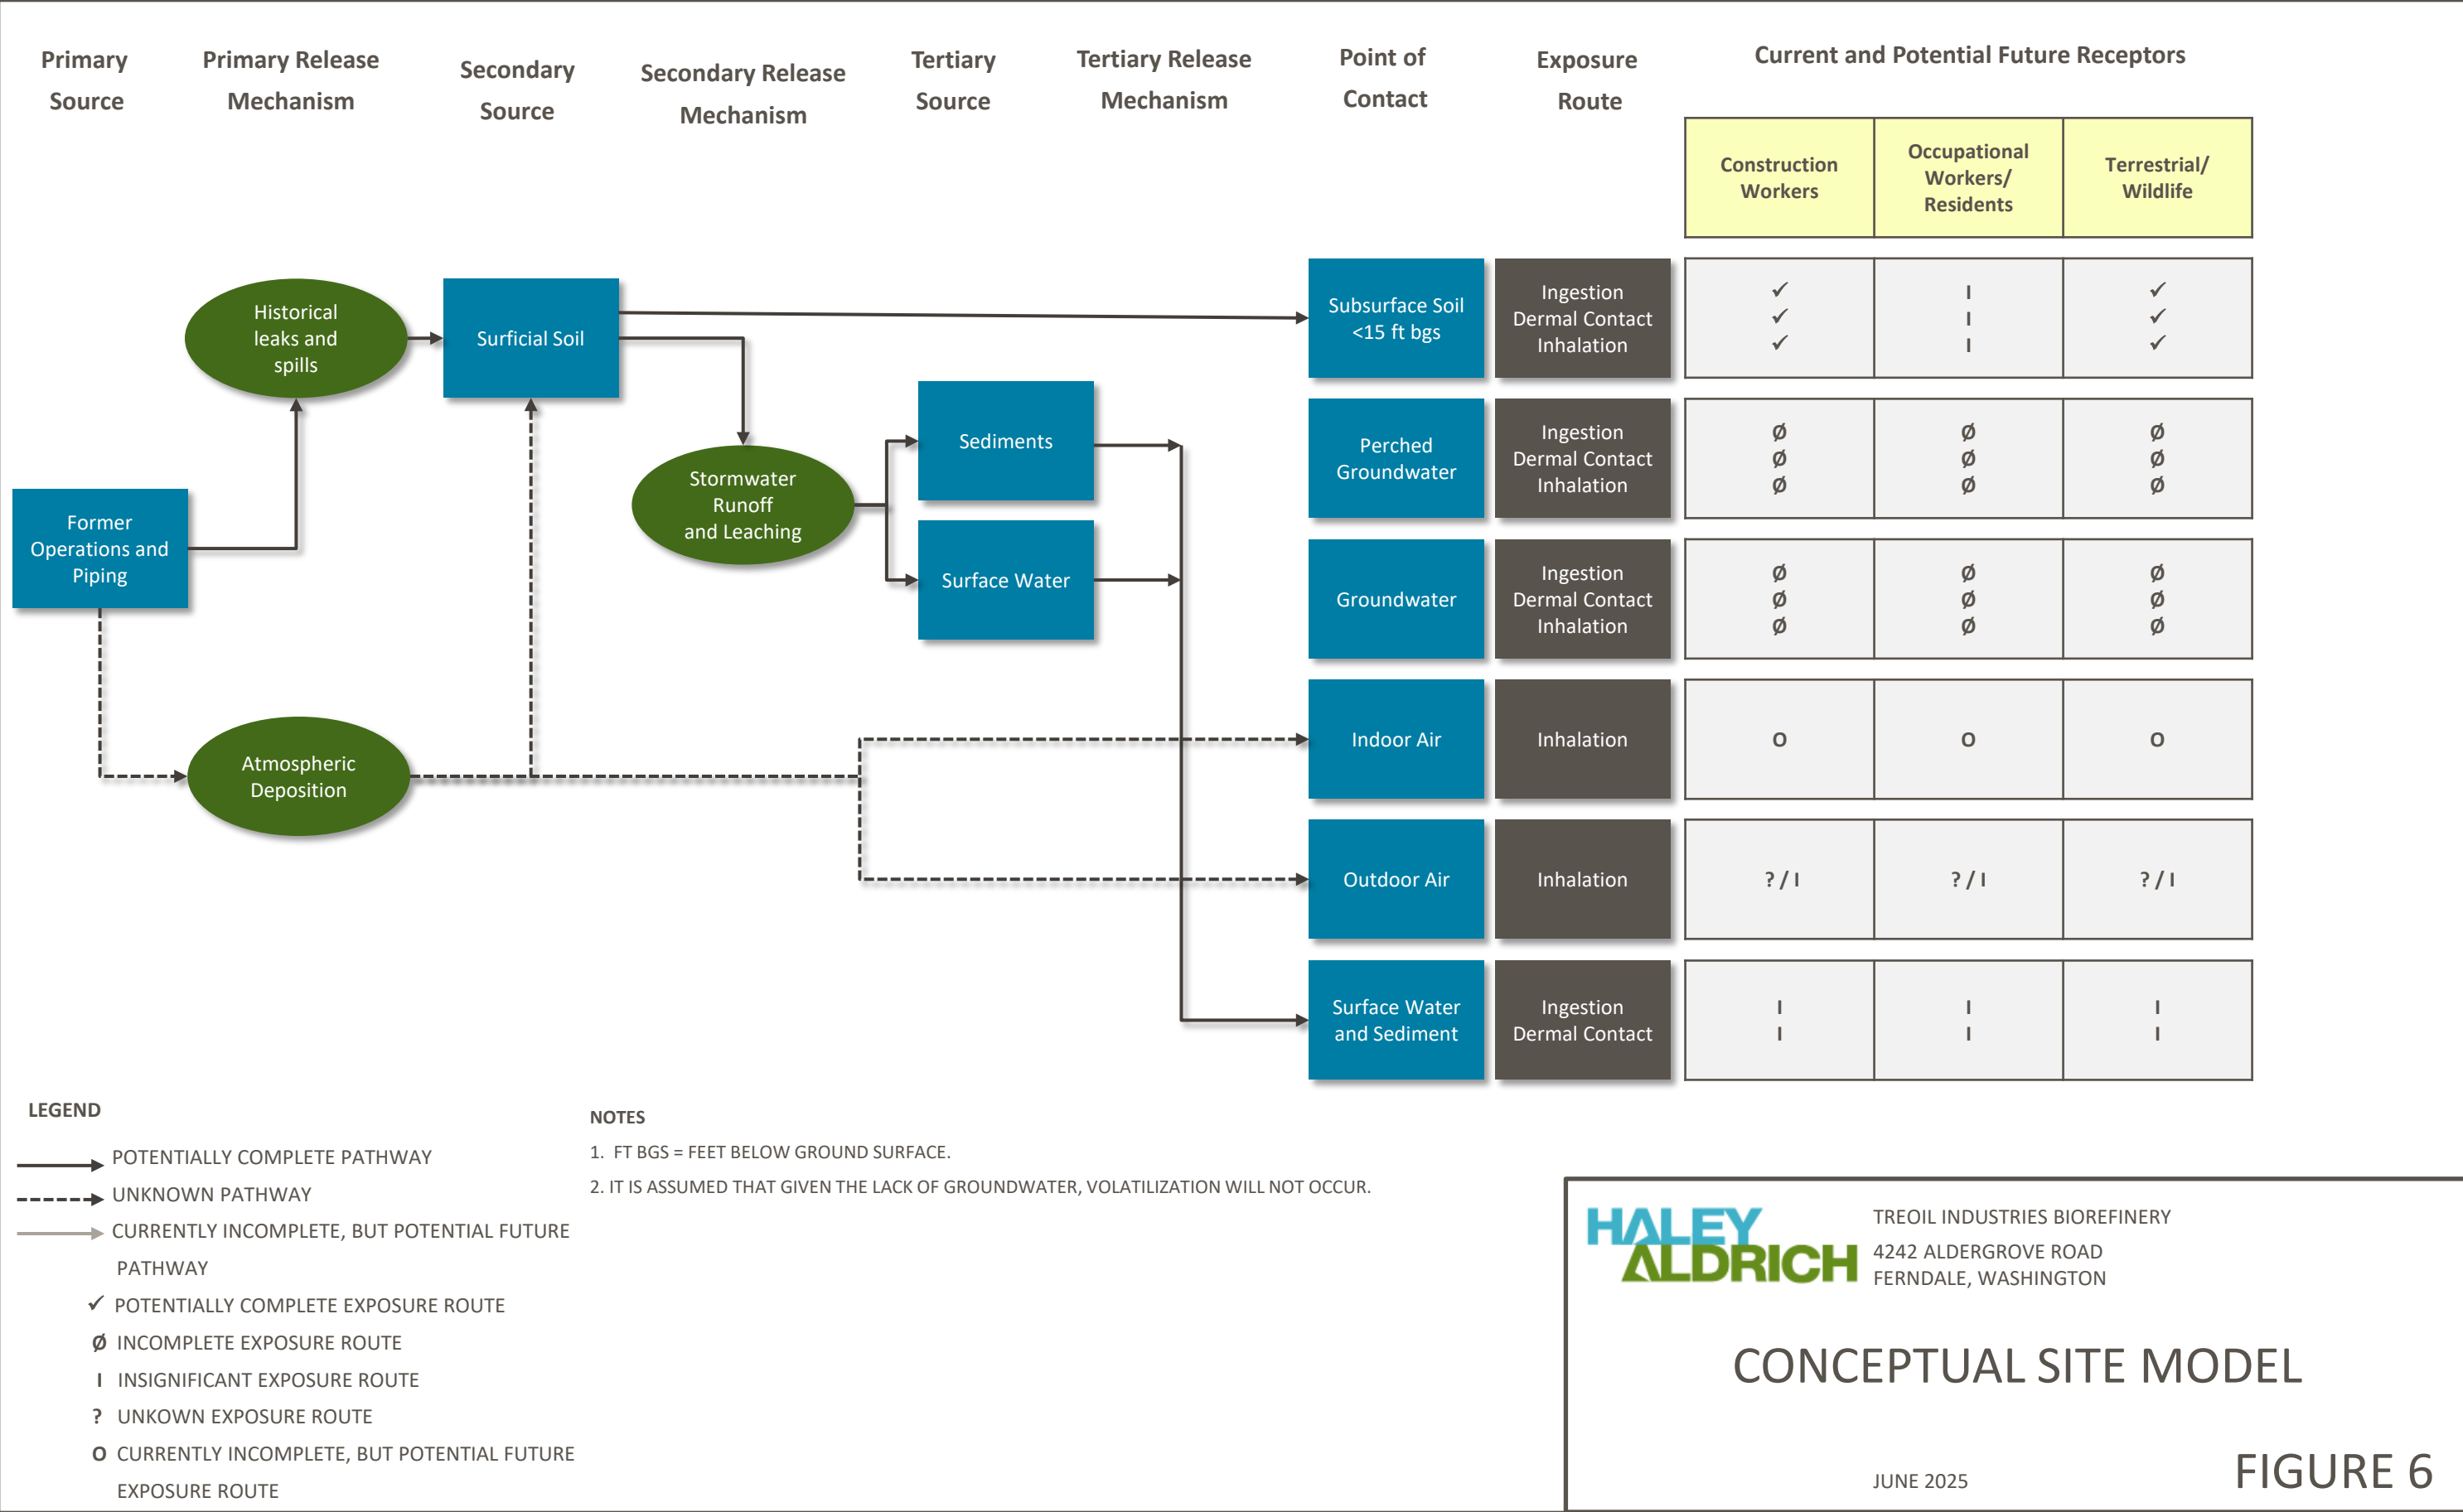 Primary
Source
Primary Release
Mechanism
Secondary
Source
Secondary Release
Mechanism
Tertiary
Source
Tertiary Release
Mechanism
Point of
Contact
Exposure
Route
Current and Potential Future Receptors
Construction
Workers
Occupational
Workers/
Residents
Terrestrial/
Wildlife
Former
Operations and
Piping
Historical
leaks and
spills
Atmospheric
Deposition
Surficial Soil
Stormwater
Runoff
and Leaching
Sediments
Surface Water
Subsurface Soil
<15 ft bgs
Ingestion
Dermal Contact
Inhalation
✓ I ✓
✓ I ✓
✓ I ✓
Perched
Groundwater
Ingestion
Dermal Contact
Inhalation
Ø Ø Ø
Ø Ø Ø
Ø Ø Ø
Groundwater
Ingestion
Dermal Contact
Inhalation
Ø Ø Ø
Ø Ø Ø
Ø Ø Ø
Indoor Air
Inhalation
O O O
Outdoor Air
Inhalation
? / I ? / I ? / I
Surface Water
and Sediment
Ingestion
Dermal Contact
I I I
I I I
LEGEND
POTENTIALLY COMPLETE PATHWAY
UNKNOWN PATHWAY
CURRENTLY INCOMPLETE, BUT POTENTIAL FUTURE
PATHWAY
✓ POTENTIALLY COMPLETE EXPOSURE ROUTE
Ø INCOMPLETE EXPOSURE ROUTE
I INSIGNIFICANT EXPOSURE ROUTE
? UNKOWN EXPOSURE ROUTE
O CURRENTLY INCOMPLETE, BUT POTENTIAL FUTURE
EXPOSURE ROUTE
NOTES
1. FT BGS = FEET BELOW GROUND SURFACE.
2. IT IS ASSUMED THAT GIVEN THE LACK OF GROUNDWATER, VOLATILIZATION WILL NOT OCCUR.
HALEY
ALDRICH
TREOIL INDUSTRIES BIOREFINERY
4242 ALDERGROVE ROAD
FERNDALE, WASHINGTON
CONCEPTUAL SITE MODEL
JUNE 2025
FIGURE 6